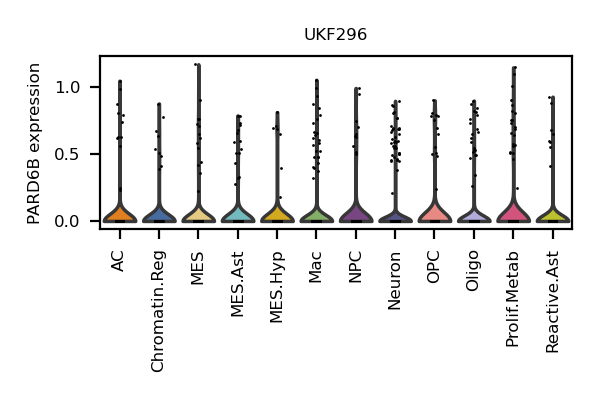 UKF296
PARD6B expression
1.0
0.5
0.0
AC
Chromatin.Reg
MES
MES.Ast
MES.Hyp
Mac
NPC
Neuron
OPC
Oligo
Prolif.Metab
Reactive.Ast